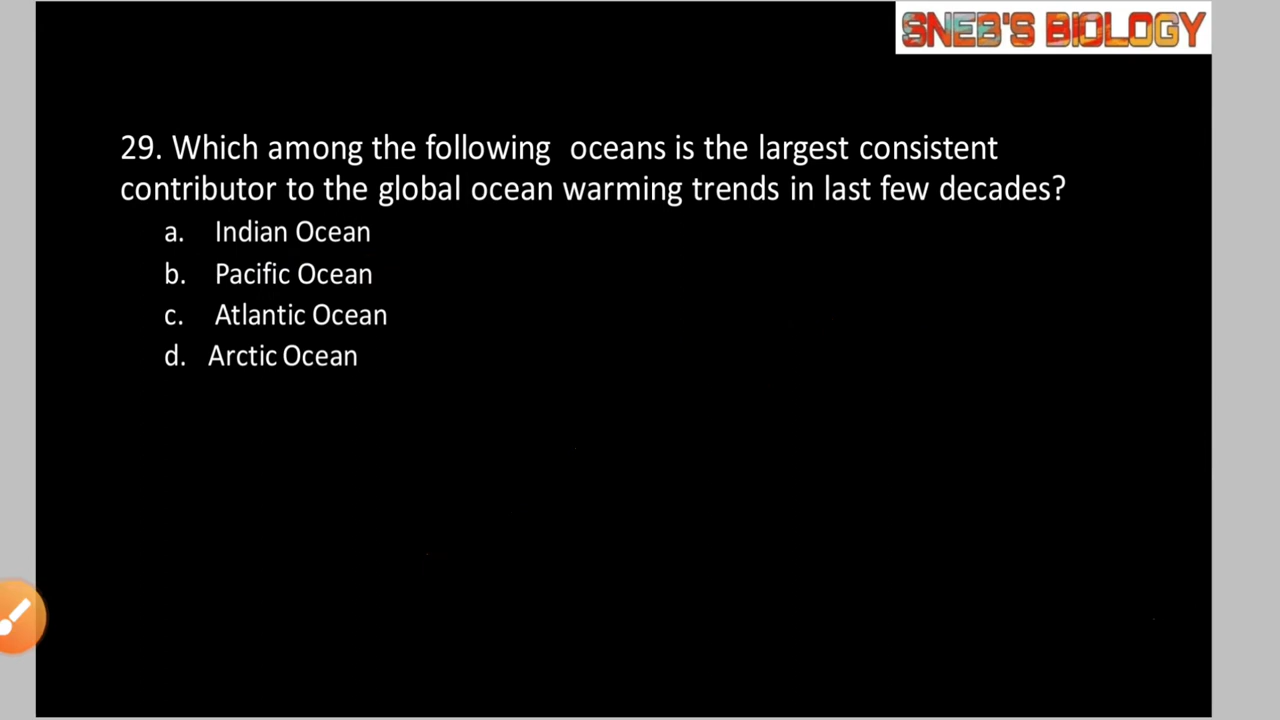 SNEB'S BIOLOGY
29. Which among the following oceans is the largest consistent
contributor to the global ocean warming trends in last few decades?
a. Indian Ocean
b. Pacific Ocean
c. Atlantic Ocean
d. Arctic Ocean